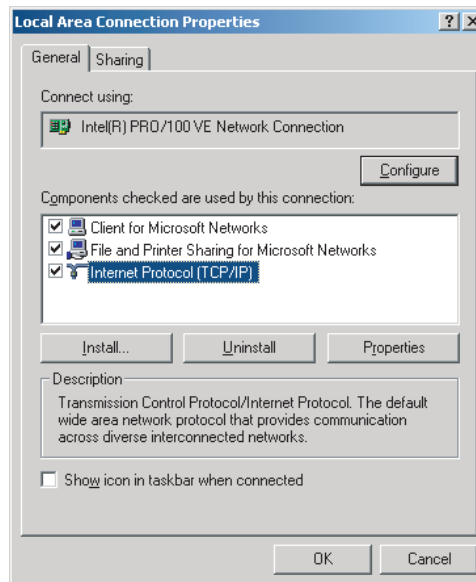 Local Area Connection Properties
General
Sharing
Connect using:
Intel(R) PRO/100 VE Network Connection
Configure
Components checked are used by this connection:
Client for Microsoft Networks
File and Printer Sharing for Microsoft Networks
Internet Protocol (TCP/IP)
Install...
Uninstall
Properties
Description
Transmission Control Protocol/Internet Protocol. The default
wide area network protocol that provides communication
across diverse interconnected networks.
Show icon in taskbar when connected
OK
Cancel